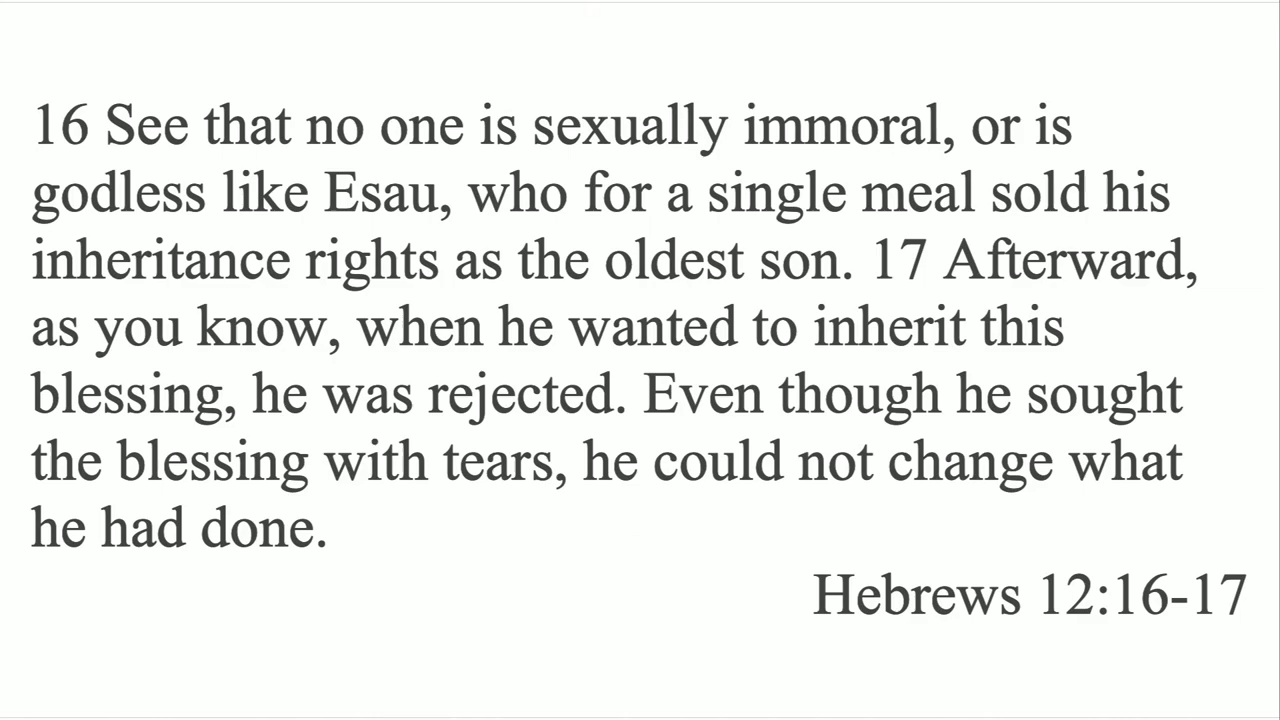 16 See that no one is sexually immoral, or is
godless like Esau, who for a single meal sold his
inheritance rights as the oldest son. 17 Afterward,
as you know, when he wanted to inherit this
blessing, he was rejected. Even though he sought
the blessing with tears, he could not change what
he had done.
Hebrews 12:16-17